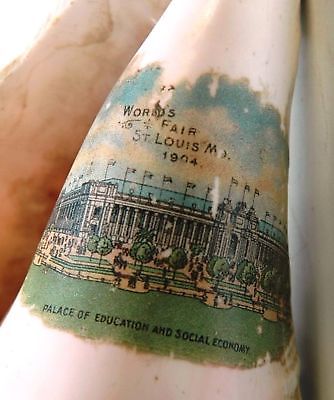 WORLD'S
FAIR
ST LOUIS MO.
1904.
PALACE OF EDUCATION AND SOCIAL ECONOMY